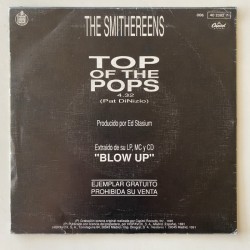 THE SMITHEREENS
TOP
OF THE
POPS
4.32
(Pat DiNizio)
Producido por Ed Stasium
Extraído de su LP, MC y CD
"BLOW UP"
EJEMPLAR GRATUITO
PROHIBIDA SU VENTA